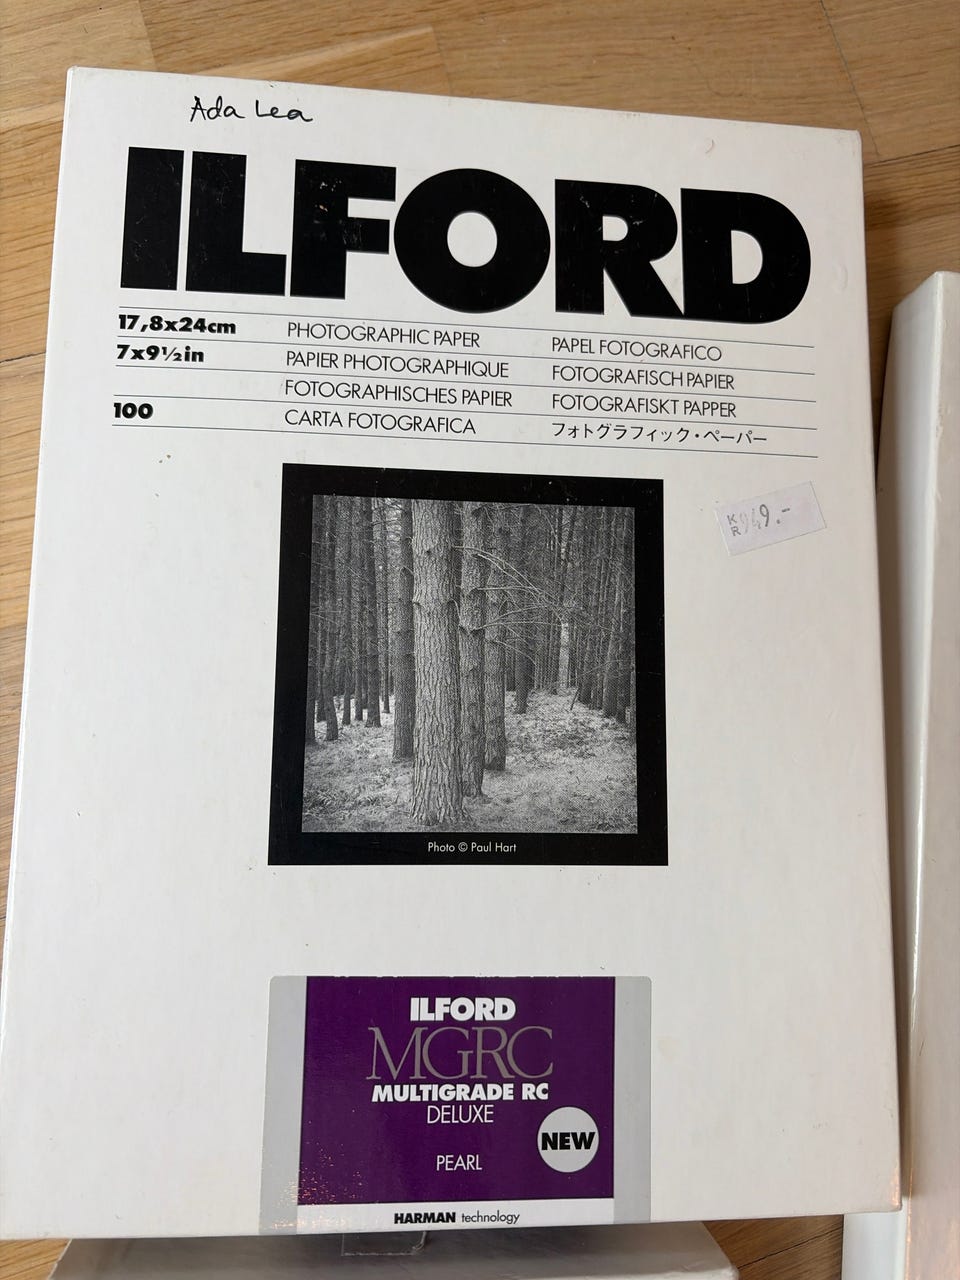 Ada Lea
ILFORD
17,8x24cm
7x9½in
100
PHOTOGRAPHIC PAPER
PAPIER PHOTOGRAPHIQUE
FOTOGRAPHISCHES PAPIER
CARTA FOTOGRAFICA
PAPEL FOTOGRAFICO
FOTOGRAFISCH PAPIER
FOTOGRAFISKT PAPPER
フォトグラフィック・ペーパー
KR 949.-
Photo © Paul Hart
ILFORD
MGRC
MULTIGRADE RC
DELUXE
NEW
PEARL
HARMAN technology